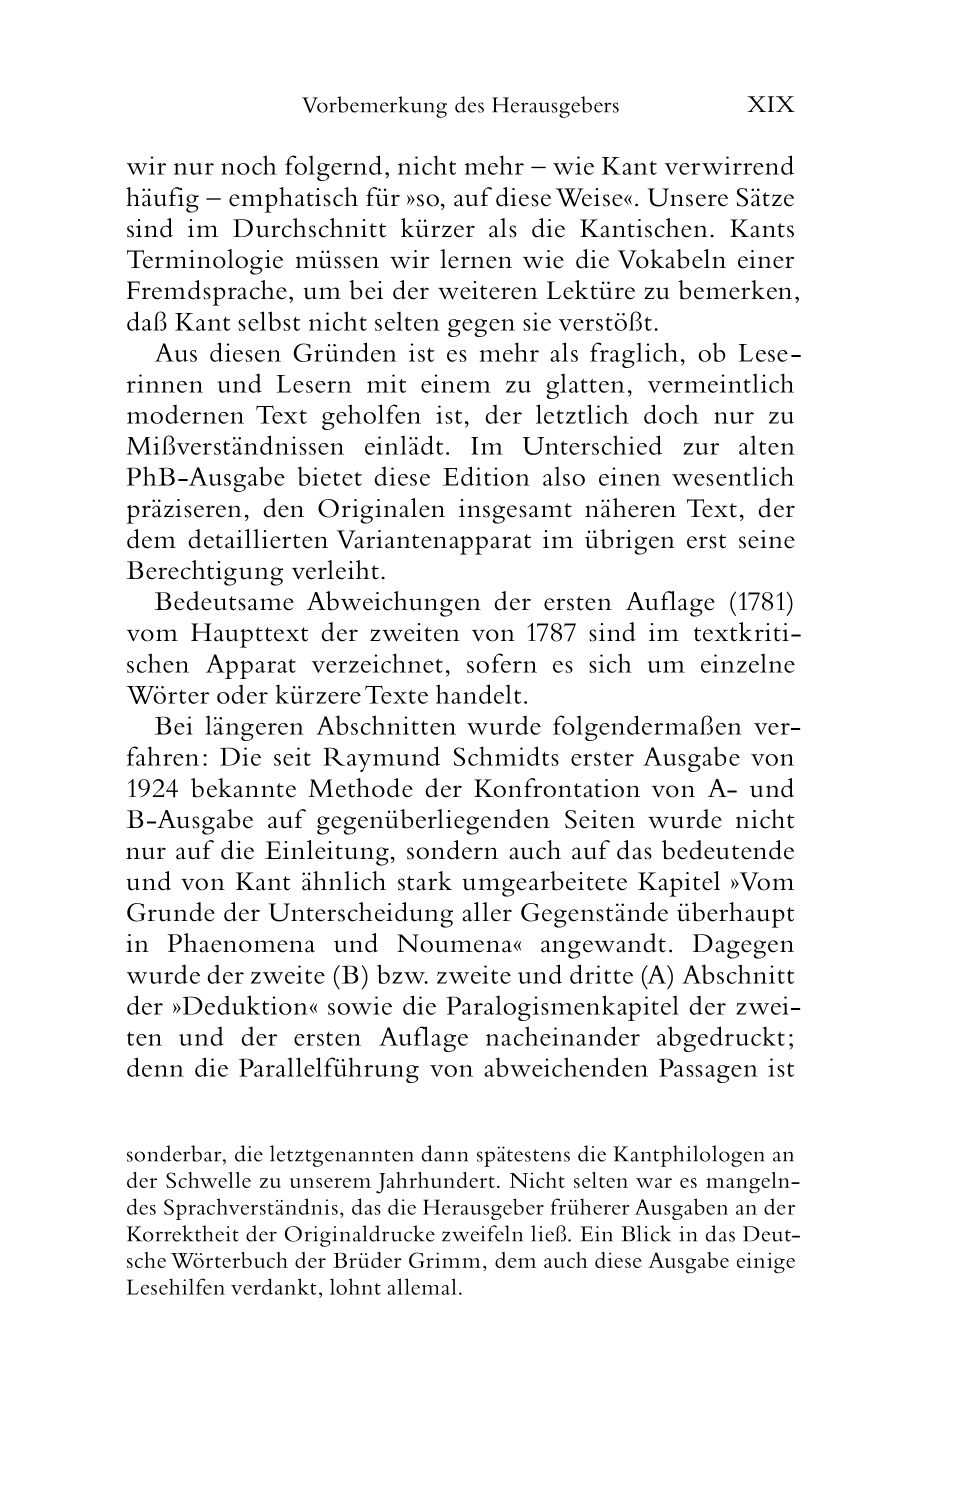 Vorbemerkung des Herausgebers XIX
wir nur noch folgernd, nicht mehr – wie Kant verwirrend
häufig – emphatisch für »so, auf diese Weise«. Unsere Sätze
sind im Durchschnitt kürzer als die Kantischen. Kants
Terminologie müssen wir lernen wie die Vokabeln einer
Fremdsprache, um bei der weiteren Lektüre zu bemerken,
daß Kant selbst nicht selten gegen sie verstößt.
Aus diesen Gründen ist es mehr als fraglich, ob Lese-
rinnen und Lesern mit einem zu glatten, vermeintlich
modernen Text geholfen ist, der letztlich doch nur zu
Mißverständnissen einlädt. Im Unterschied zur alten
PhB-Ausgabe bietet diese Edition also einen wesentlich
präziseren, den Originalen insgesamt näheren Text, der
dem detaillierten Variantenapparat im übrigen erst seine
Berechtigung verleiht.
Bedeutsame Abweichungen der ersten Auflage (1781)
vom Haupttext der zweiten von 1787 sind im textkriti-
schen Apparat verzeichnet, sofern es sich um einzelne
Wörter oder kürzere Texte handelt.
Bei längeren Abschnitten wurde folgendermaßen ver-
fahren: Die seit Raymund Schmidts erster Ausgabe von
1924 bekannte Methode der Konfrontation von A- und
B-Ausgabe auf gegenüberliegenden Seiten wurde nicht
nur auf die Einleitung, sondern auch auf das bedeutende
und von Kant ähnlich stark umgearbeitete Kapitel »Vom
Grunde der Unterscheidung aller Gegenstände überhaupt
in Phaenomena und Noumena« angewandt. Dagegen
wurde der zweite (B) bzw. zweite und dritte (A) Abschnitt
der »Deduktion« sowie die Paralogismenkapitel der zwei-
ten und der ersten Auflage nacheinander abgedruckt;
denn die Parallelführung von abweichenden Passagen ist
sonderbar, die letztgenannten dann spätestens die Kantphilologen an
der Schwelle zu unserem Jahrhundert. Nicht selten war es mangeln-
des Sprachverständnis, das die Herausgeber früherer Ausgaben an der
Korrektheit der Originaldrucke zweifeln ließ. Ein Blick in das Deut-
sche Wörterbuch der Brüder Grimm, dem auch diese Ausgabe einige
Lesehilfen verdankt, lohnt allemal.